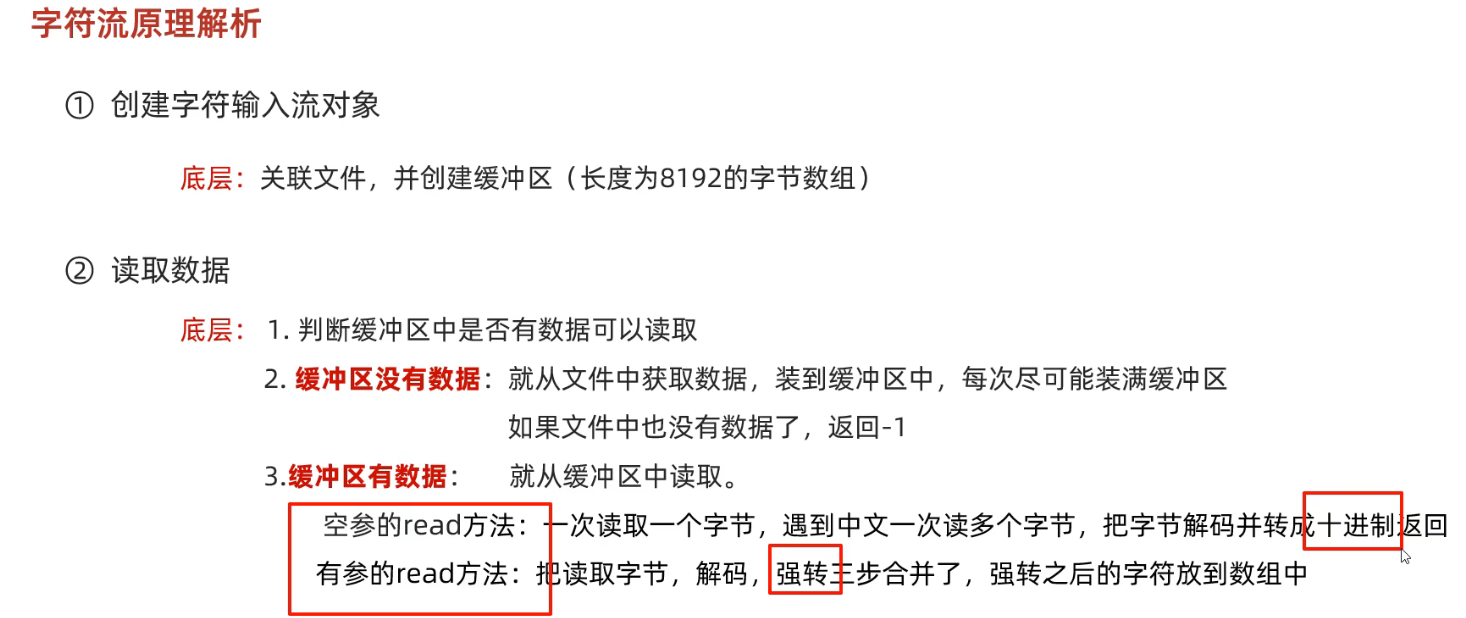 字符流原理解析
① 创建字符输入流对象
底层：关联文件，并创建缓冲区（长度为8192的字节数组）
② 读取数据
底层： 1. 判断缓冲区中是否有数据可以读取
2. 缓冲区没有数据：就从文件中获取数据，装到缓冲区中，每次尽可能装满缓冲区
如果文件中也没有数据了，返回-1
3.缓冲区有数据： 就从缓冲区中读取。
空参的read方法：一次读取一个字节，遇到中文一次读多个字节，把字节解码并转成十进制返回
有参的read方法：把读取字节，解码，强转三步合并了，强转之后的字符放到数组中